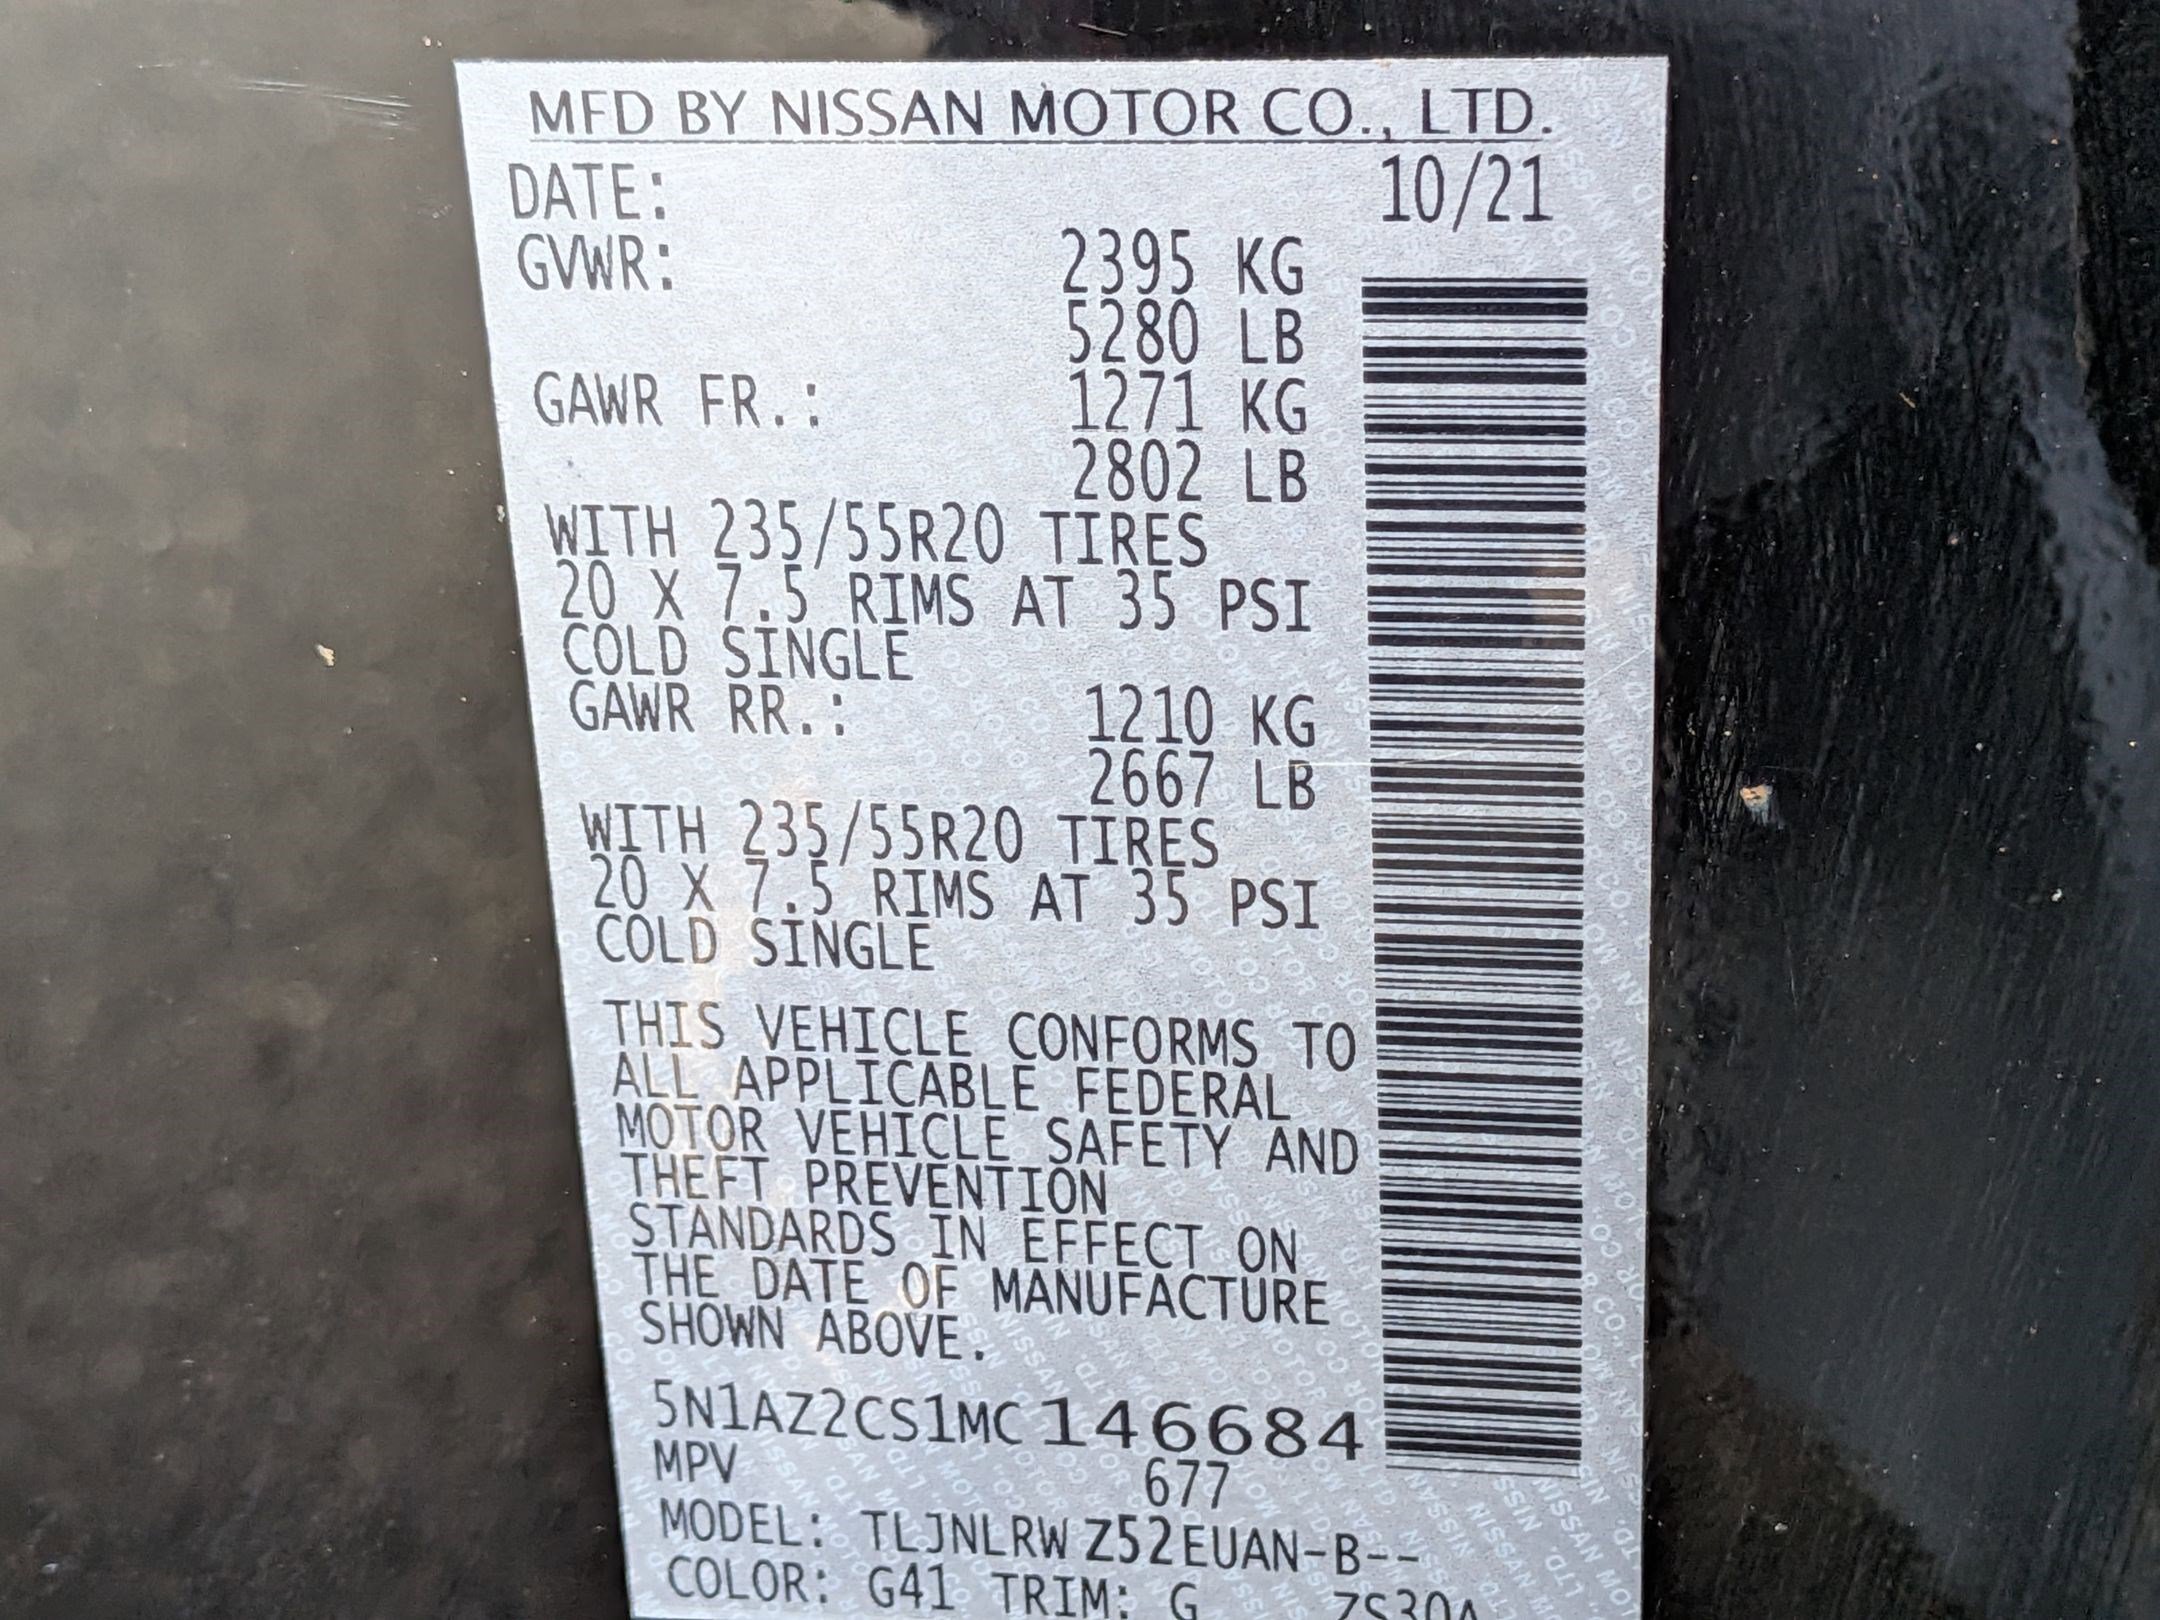 MFD BY NISSAN MOTOR CO., LTD.
DATE: 10/21
GVWR: 2395 KG
5280 LB
GAWR FR.: 1271 KG
2802 LB
WITH 235/55R20 TIRES
20 X 7.5 RIMS AT 35 PSI
COLD SINGLE
GAWR RR.: 1210 KG
2667 LB
WITH 235/55R20 TIRES
20 X 7.5 RIMS AT 35 PSI
COLD SINGLE
THIS VEHICLE CONFORMS TO
ALL APPLICABLE FEDERAL
MOTOR VEHICLE SAFETY AND
THEFT PREVENTION
STANDARDS IN EFFECT ON
THE DATE OF MANUFACTURE
SHOWN ABOVE.
5N1AZ2CS1MC146684
MPV 677
MODEL: TLJNLRW Z52EUAN-B--
COLOR: G41 TRIM: G